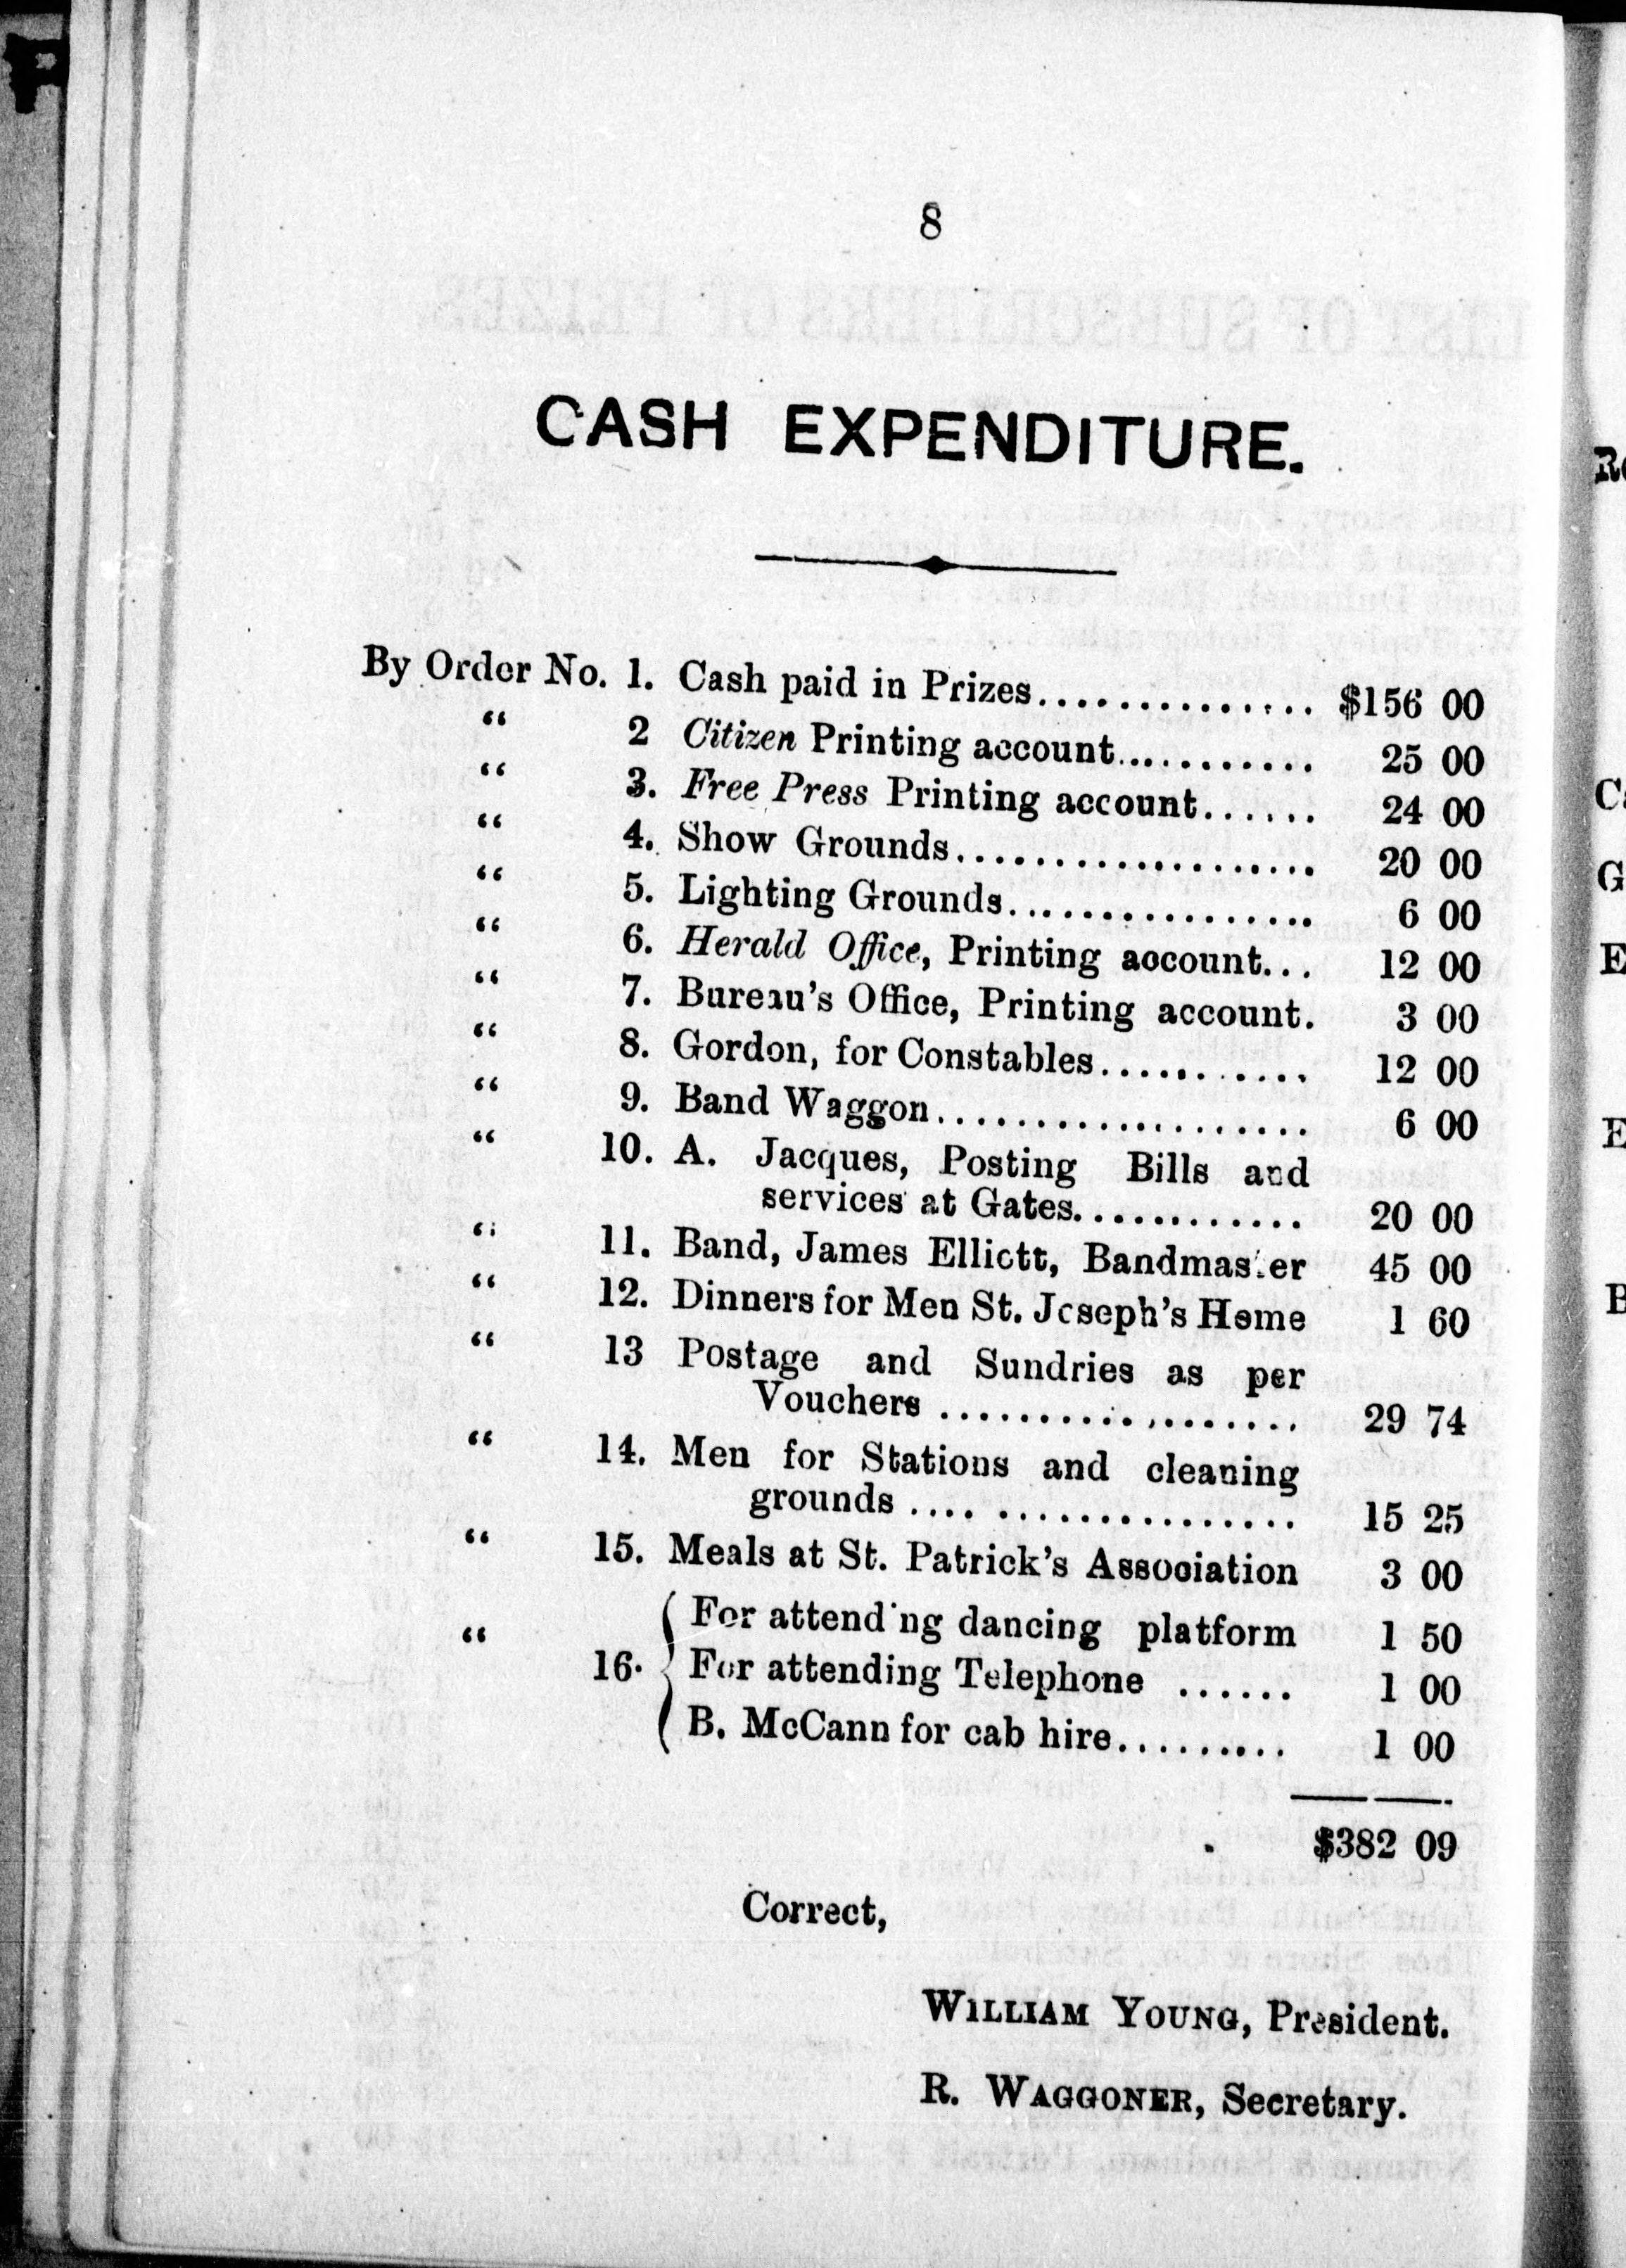 8
CASH EXPENDITURE.
By Order No. 1. Cash paid in Prizes............... $156 00
“ 2 Citizen Printing account............ 25 00
“ 3. Free Press Printing account...... 24 00
“ 4. Show Grounds................... 20 00
“ 5. Lighting Grounds................ 6 00
“ 6. Herald Office, Printing account... 12 00
“ 7. Bureau's Office, Printing account. 3 00
“ 8. Gordon, for Constables........... 12 00
“ 9. Band Waggon.................... 6 00
“ 10. A. Jacques, Posting Bills and
services at Gates............ 20 00
“ 11. Band, James Elliott, Bandmaster 45 00
“ 12. Dinners for Men St. Joseph's Home 1 60
“ 13 Postage and Sundries as per
Vouchers ................... 29 74
“ 14. Men for Stations and cleaning
grounds .... ................ 15 25
“ 15. Meals at St. Patrick's Association 3 00
“ 16. { For attending dancing platform 1 50
For attending Telephone ...... 1 00
B. McCann for cab hire.......... 1 00
$382 09
Correct,
WILLIAM YOUNG, President.
R. WAGGONER, Secretary.